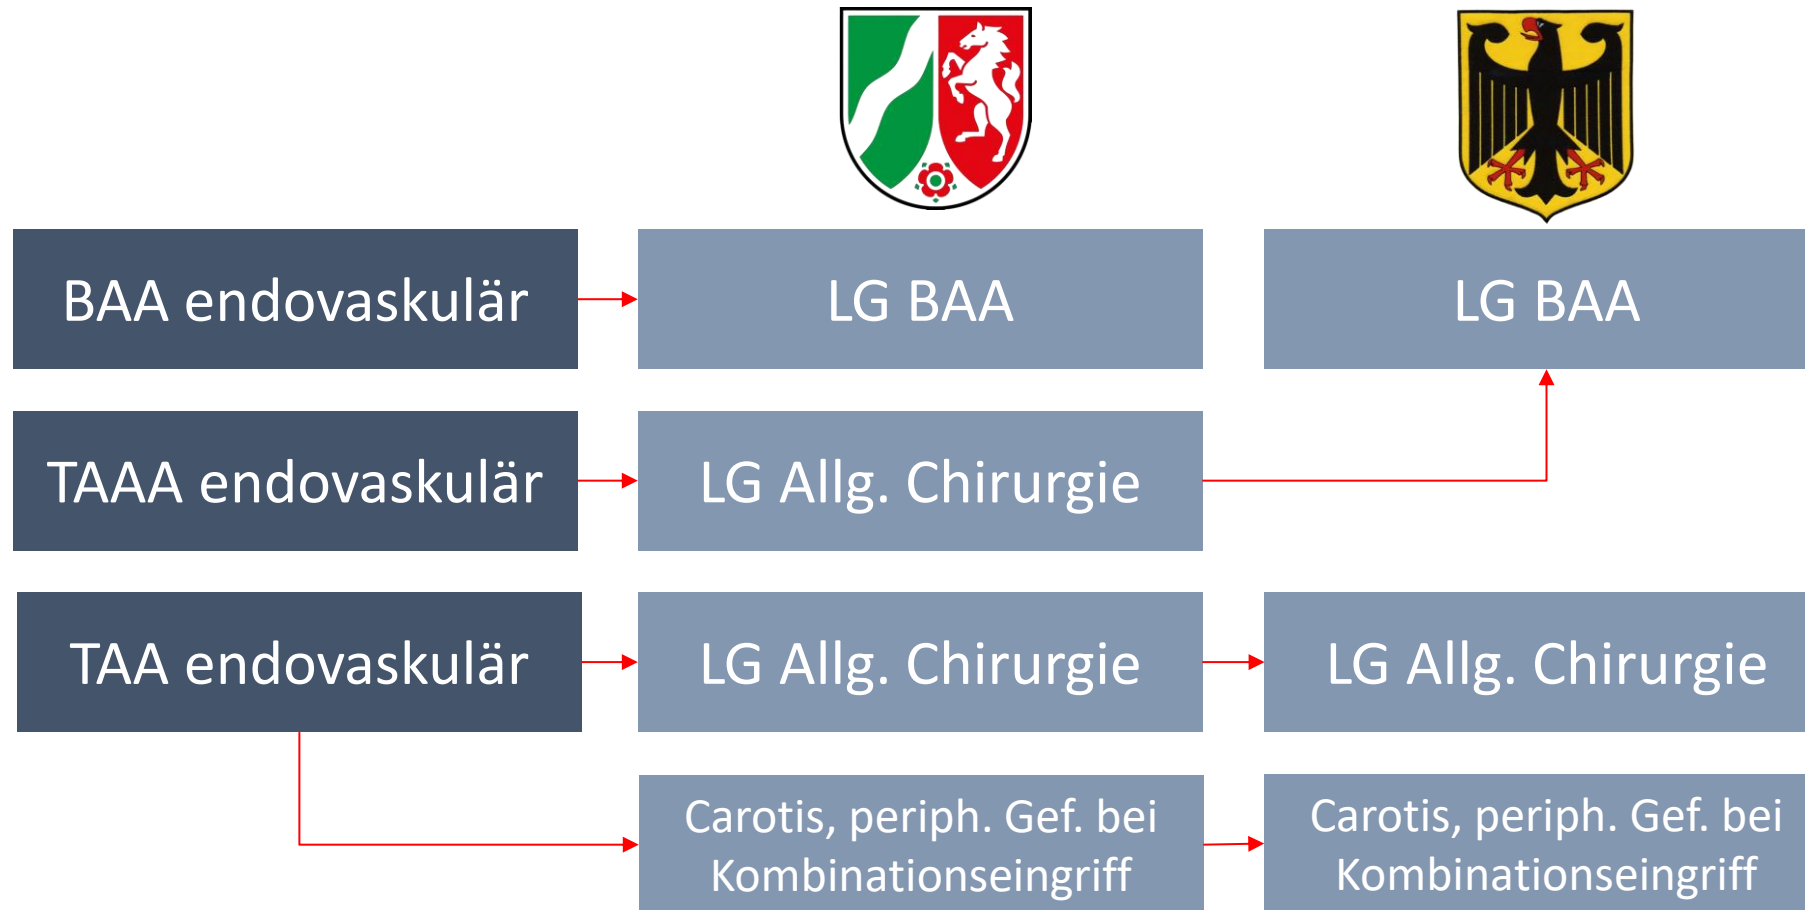 BAA endovaskulär
LG BAA
LG BAA
TAAA endovaskulär
LG Allg. Chirurgie
TAA endovaskulär
LG Allg. Chirurgie
LG Allg. Chirurgie
Carotis, periph. Gef. bei
Kombinationseingriff
Carotis, periph. Gef. bei
Kombinationseingriff